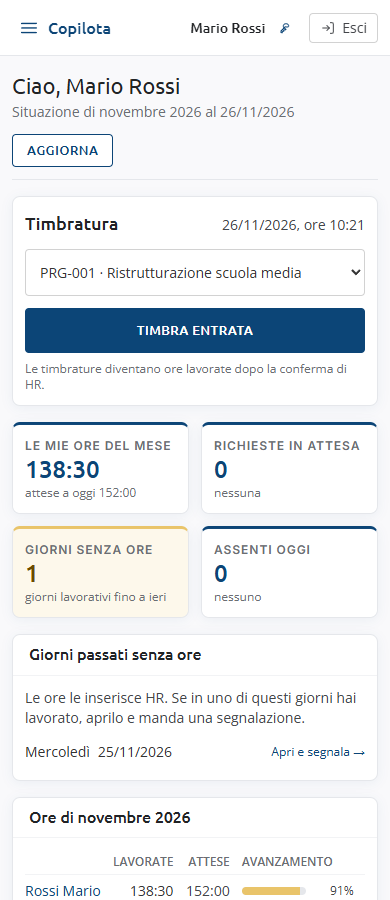 Copilota
Mario Rossi
Esci
Ciao, Mario Rossi
Situazione di novembre 2026 al 26/11/2026
AGGIORNA
Timbratura 26/11/2026, ore 10:21
PRG-001 · Ristrutturazione scuola media
TIMBRA ENTRATA
Le timbrature diventano ore lavorate dopo la conferma di
HR.
LE MIE ORE DEL MESE
138:30
attese a oggi 152:00
RICHIESTE IN ATTESA
0
nessuna
GIORNI SENZA ORE
1
giorni lavorativi fino a ieri
ASSENTI OGGI
0
nessuno
Giorni passati senza ore
Le ore le inserisce HR. Se in uno di questi giorni hai
lavorato, aprilo e manda una segnalazione.
Mercoledì 25/11/2026 Apri e segnala →
Ore di novembre 2026
LAVORATE ATTESE AVANZAMENTO
Rossi Mario 138:30 152:00 91%